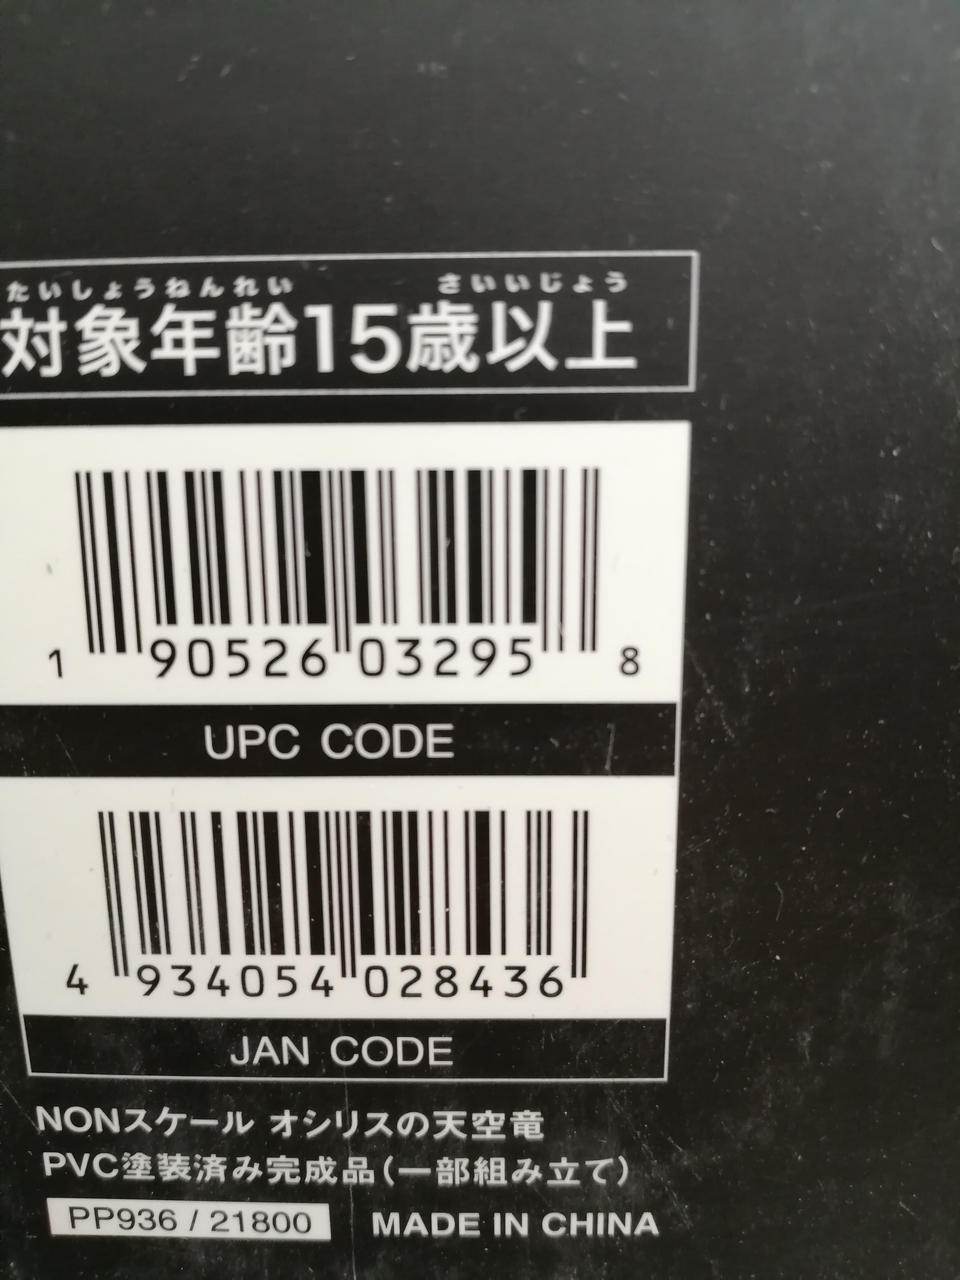 たいしょうねんれい さいいじょう
対象年齢15歳以上
1 90526 03295 8
UPC CODE
4 934054 028436
JAN CODE
NONスケール オシリスの天空竜
PVC塗装済み完成品(一部組み立て)
PP936 / 21800 MADE IN CHINA